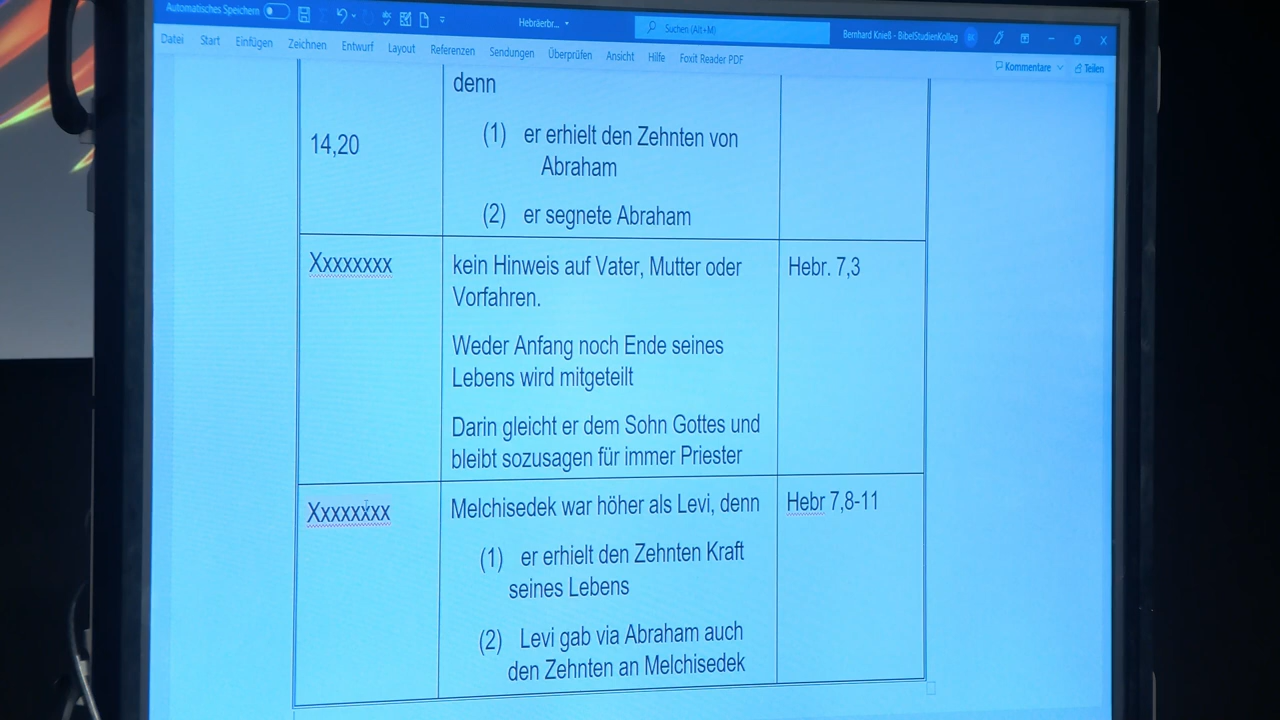 Automatisches Speichern
Hebräerbr...
Suchen (Alt+M)
Bernhard Knieß - BibelStudienKolleg
BK
Datei Start Einfügen Zeichnen Entwurf Layout Referenzen Sendungen Überprüfen Ansicht Hilfe Foxit Reader PDF
Kommentare Teilen
denn
14,20
(1) er erhielt den Zehnten von
Abraham
(2) er segnete Abraham
Xxxxxxxxx
kein Hinweis auf Vater, Mutter oder
Vorfahren.
Weder Anfang noch Ende seines
Lebens wird mitgeteilt
Darin gleicht er dem Sohn Gottes und
bleibt sozusagen für immer Priester
Hebr. 7,3
Xxxxxxxxx
Melchisedek war höher als Levi, denn
(1) er erhielt den Zehnten Kraft
seines Lebens
(2) Levi gab via Abraham auch
den Zehnten an Melchisedek
Hebr 7,8-11